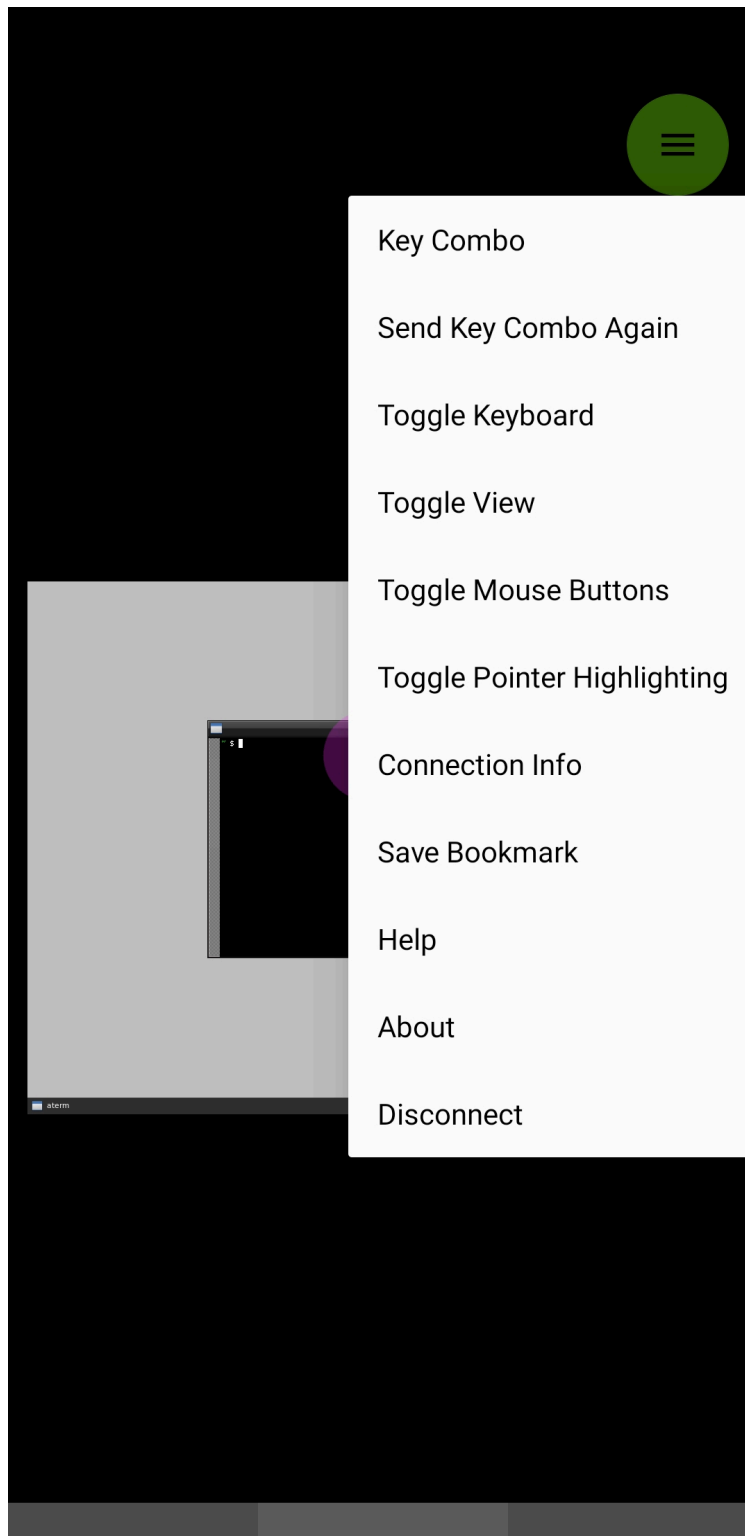 Key Combo
Send Key Combo Again
Toggle Keyboard
Toggle View
Toggle Mouse Buttons
Toggle Pointer Highlighting
Connection Info
~ $
Save Bookmark
Help
About
Disconnect
aterm